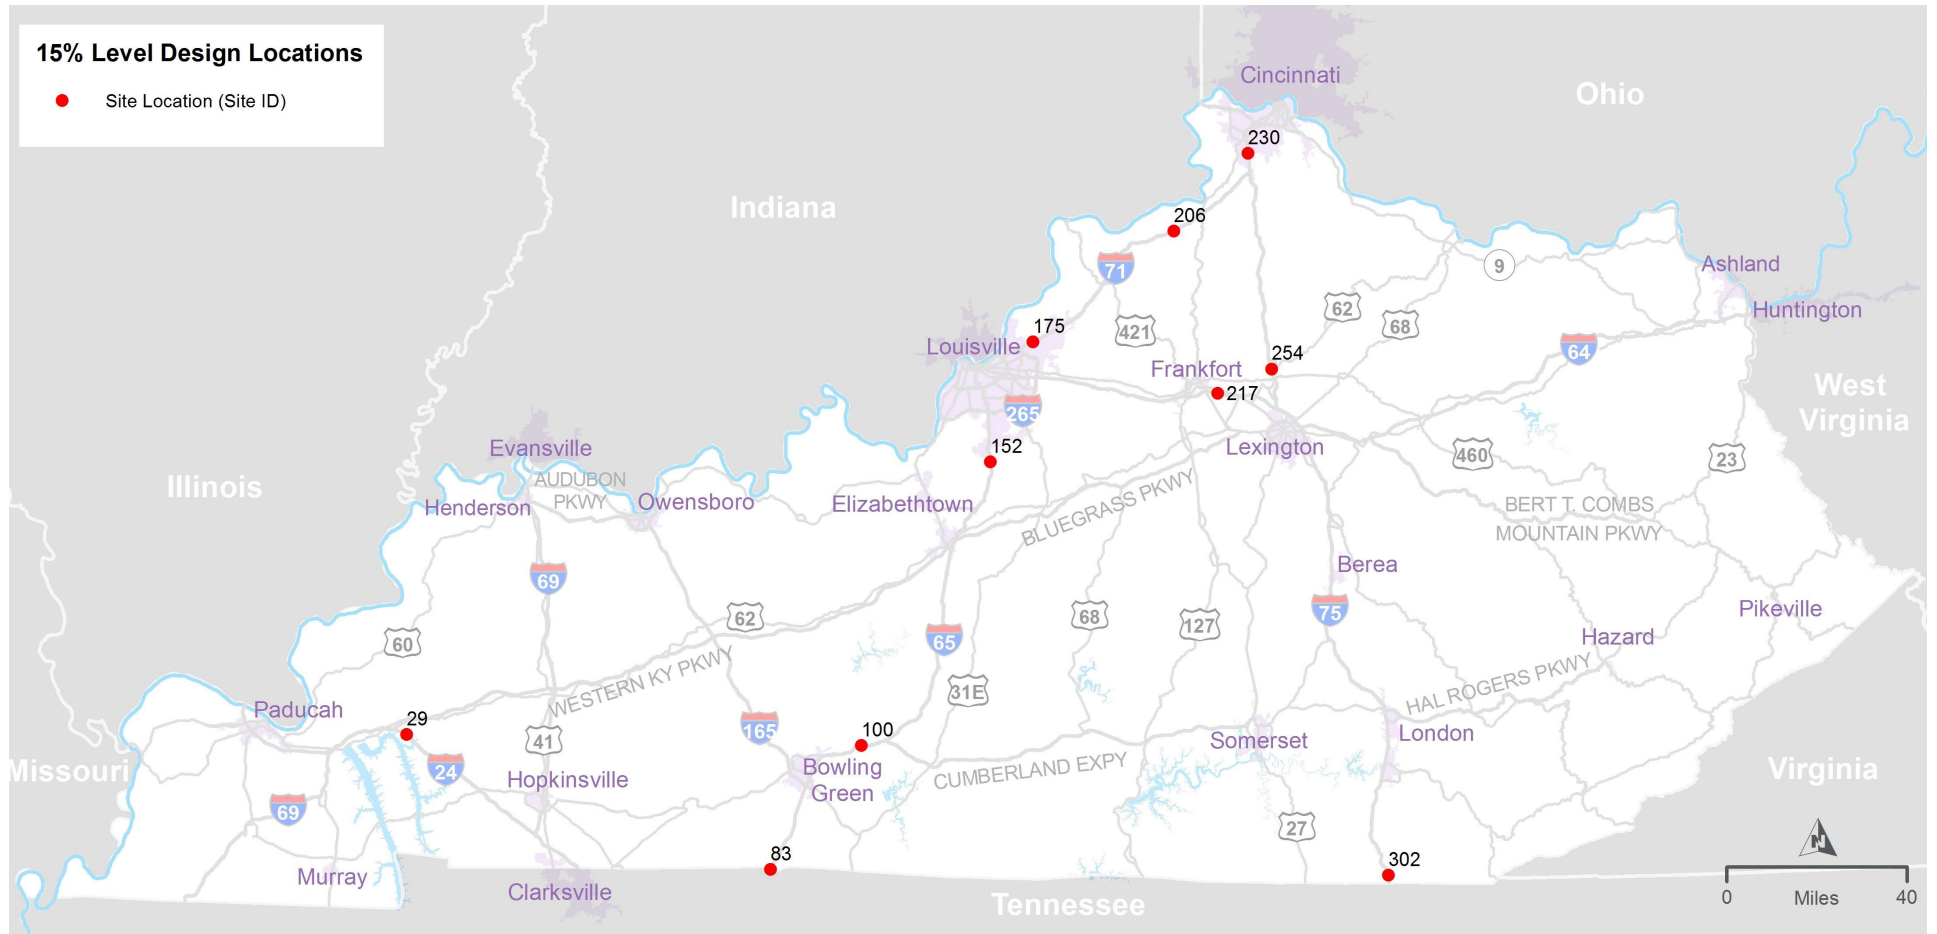 15% Level Design Locations
Site Location (Site ID)
Cincinnati
Ohio
230
Indiana
206
71
9
Ashland
Huntington
62
68
421
175
Louisville
254
Frankfort
217
64
West
Virginia
265
Lexington
152
460
23
Evansville
Illinois
AUDUBON
PKWY
Henderson
Owensboro
Elizabethtown
BLUEGRASS PKWY
BERT T. COMBS
MOUNTAIN PKWY
69
Berea
62
60
65
68
127
75
Pikeville
Hazard
WESTERN KY PKWY
31E
HAL ROGERS PKWY
Paducah
29
41
165
100
Somerset
London
Missouri
24
Hopkinsville
Bowling
Green
CUMBERLAND EXPY
Virginia
69
27
N
83
302
Murray
Clarksville
Tennessee
0
Miles
40